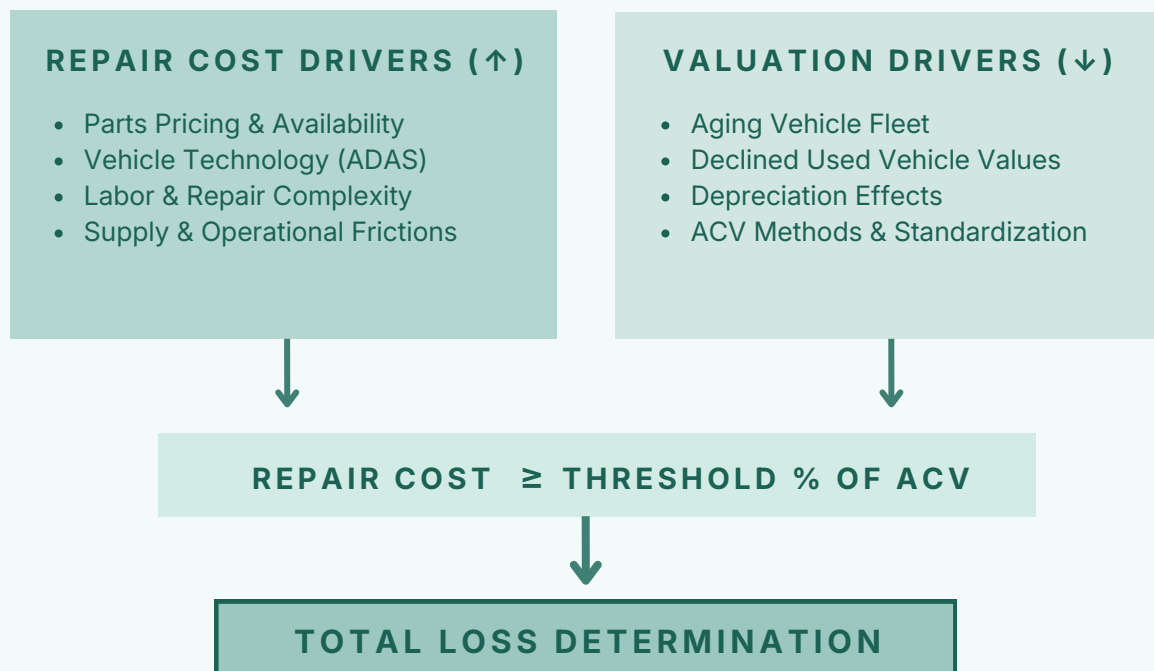 REPAIR COST DRIVERS (↑)
• Parts Pricing & Availability
• Vehicle Technology (ADAS)
• Labor & Repair Complexity
• Supply & Operational Frictions
VALUATION DRIVERS (↓)
• Aging Vehicle Fleet
• Declined Used Vehicle Values
• Depreciation Effects
• ACV Methods & Standardization
REPAIR COST ≥ THRESHOLD % OF ACV
TOTAL LOSS DETERMINATION